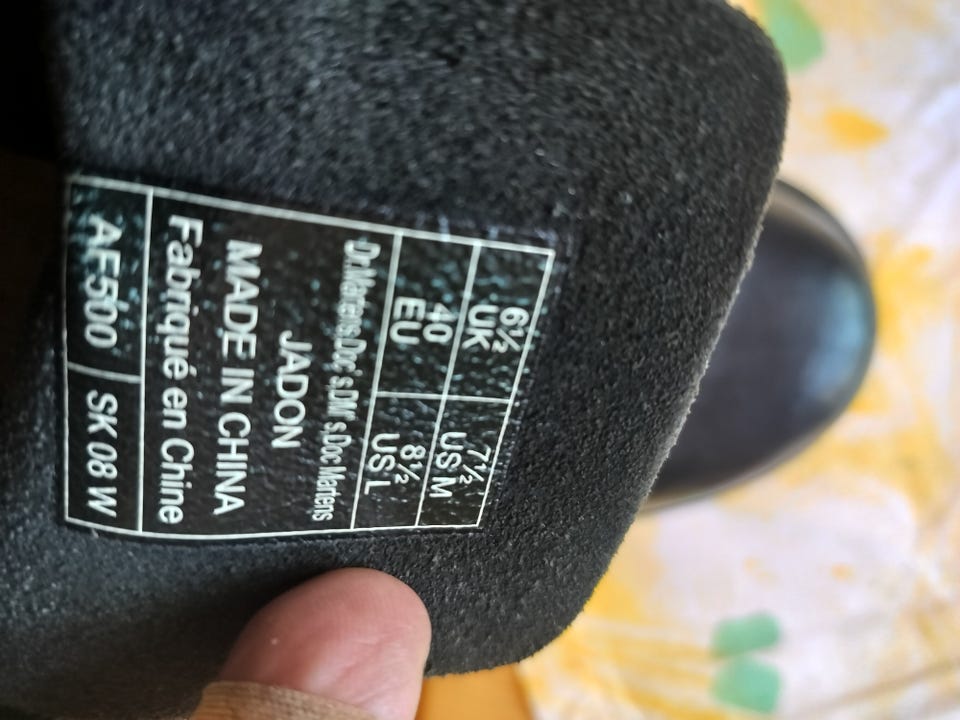 6½ UK 7½ US M
40 EU 8½ US L
Dr.Martens, Doc's, DM's, Doc Martens
JADON
MADE IN CHINA
Fabriqué en Chine
AF500 SK 08 W